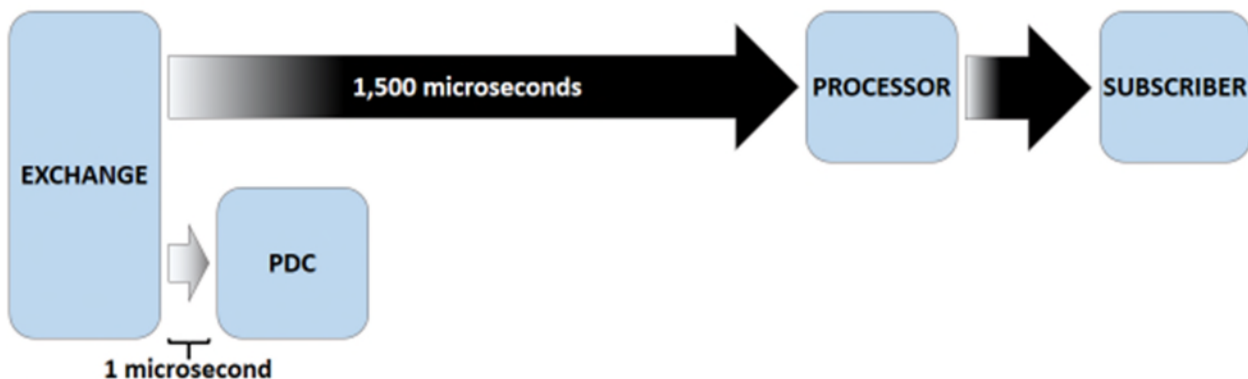 1,500 microseconds
PROCESSOR
SUBSCRIBER
EXCHANGE
PDC
1 microsecond